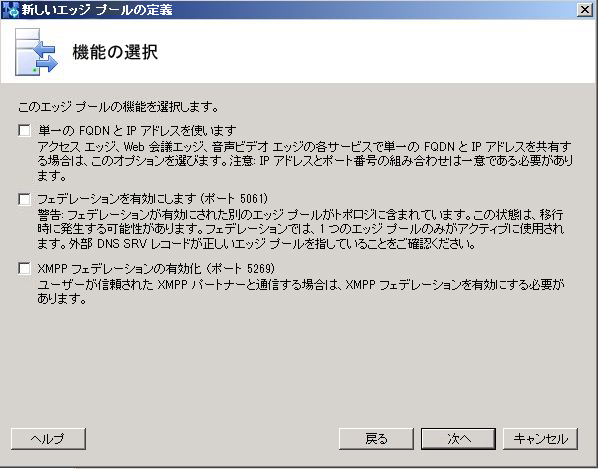 新しいエッジ プールの定義
機能の選択
このエッジ プールの機能を選択します。
単一の FQDN と IP アドレスを使います
アクセス エッジ、Web 会議エッジ、音声ビデオ エッジの各サービスで単一の FQDN と IP アドレスを共有す
る場合は、このオプションを選びます。注意: IP アドレスとポート番号の組み合わせは一意である必要があり
ます。
フェデレーションを有効にします (ポート 5061)
警告: フェデレーションが有効にされた別のエッジ プールがトポロジに含まれています。この状態は、移行
時に発生する可能性があります。フェデレーションでは、1 つのエッジ プールのみがアクティブに使用されま
す。外部 DNS SRV レコードが正しいエッジ プールを指していることをご確認ください。
XMPP フェデレーションの有効化 (ポート 5269)
ユーザーが信頼された XMPP パートナーと通信する場合は、XMPP フェデレーションを有効にする必要が
あります。
ヘルプ
戻る
次へ
キャンセル